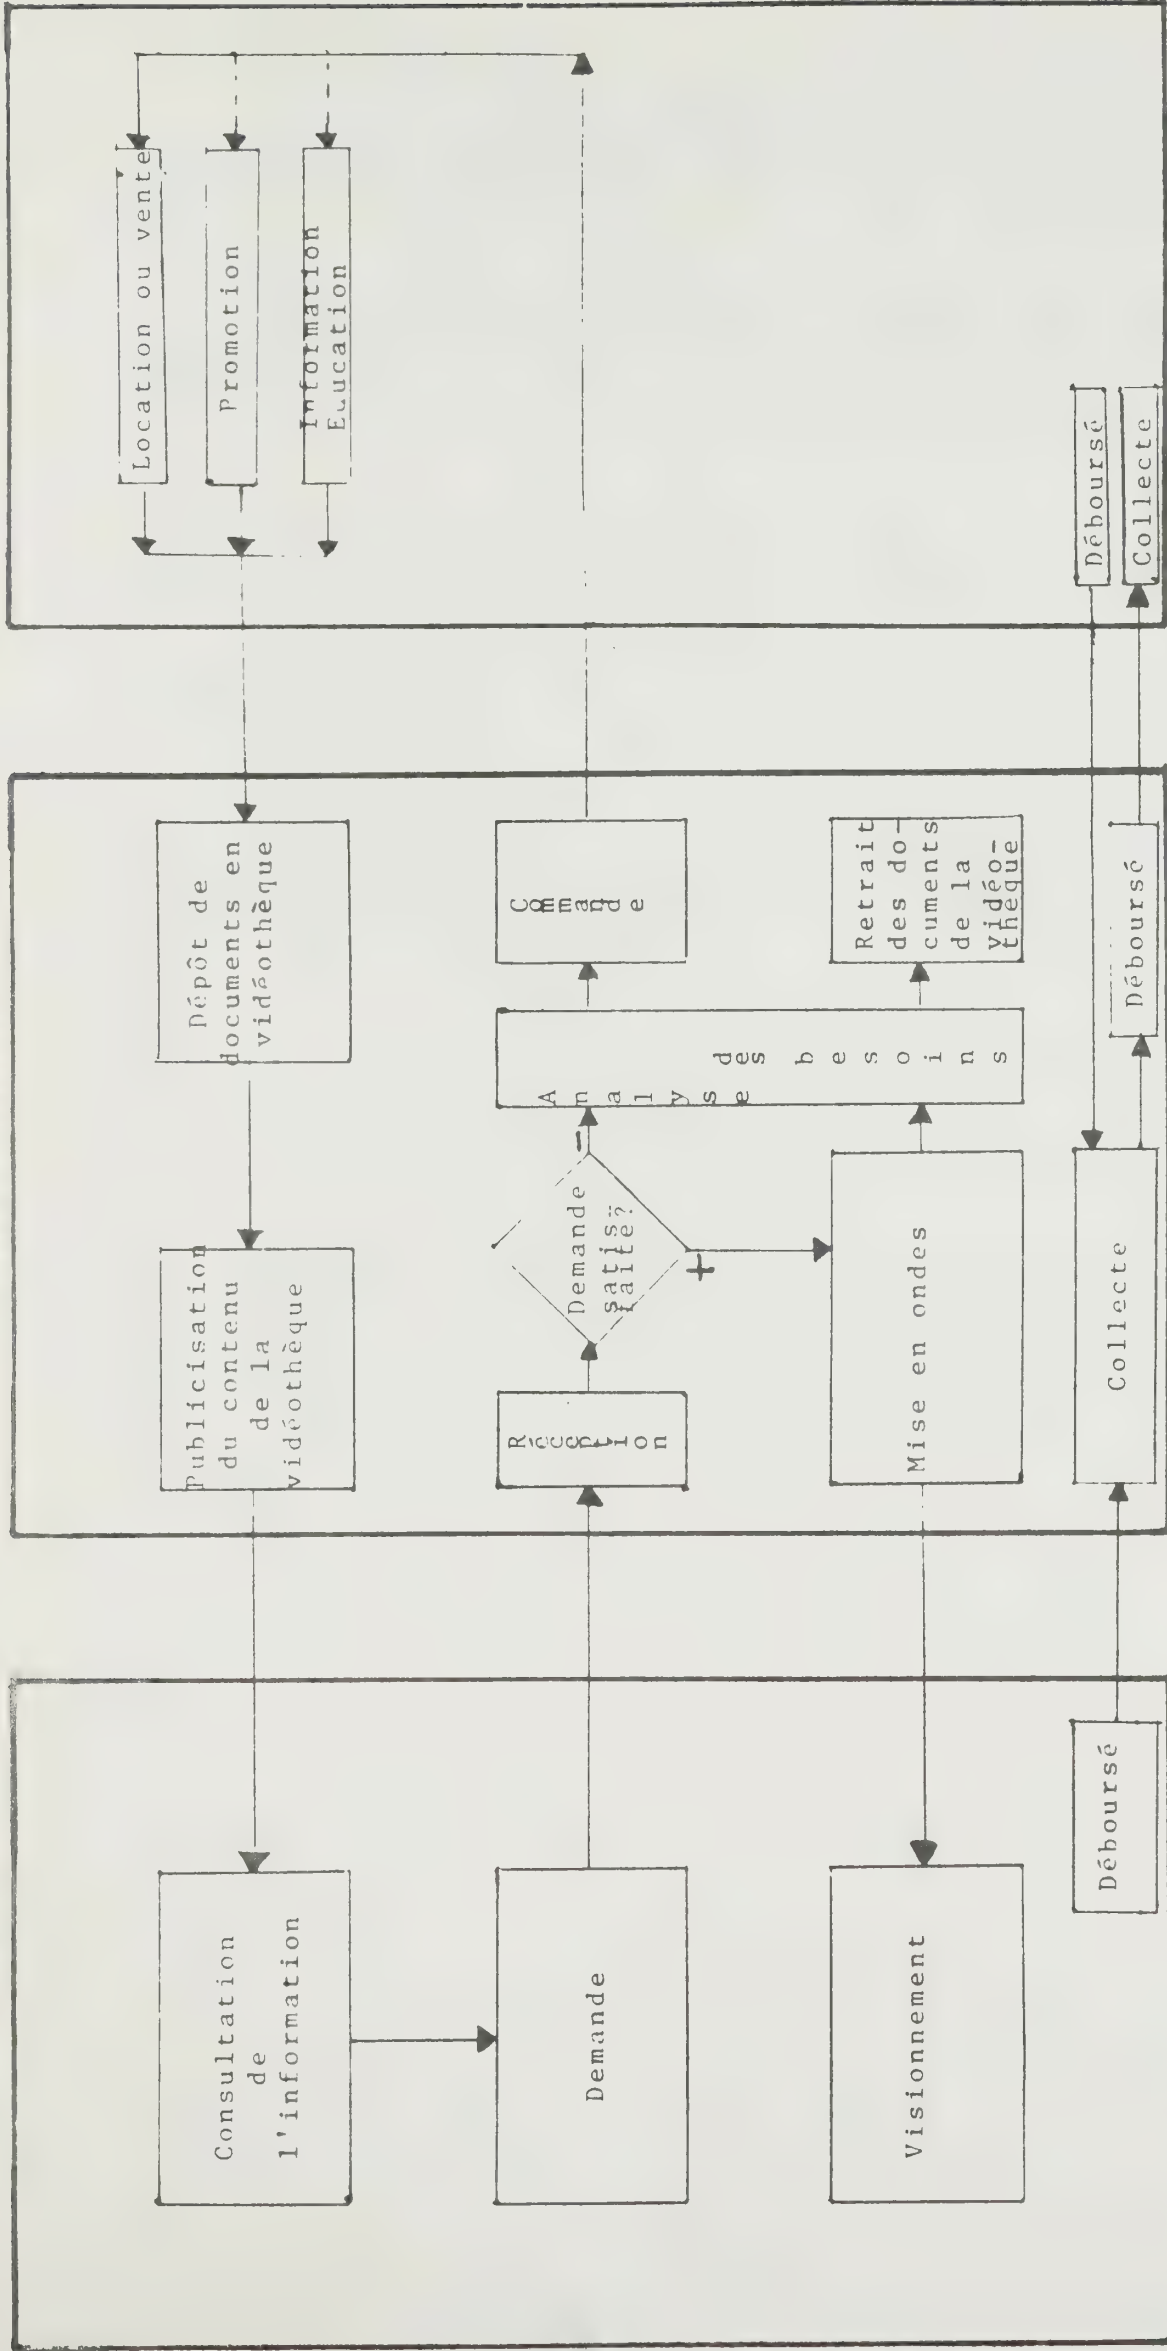 Consultation
de
l'information
Demande
Visionnement
Déboursé
Publicisation
du contenu
de la
vidéothèque
Dépôt de
documents en
vidéothèque
Réception
Demande
satis-
faite?
-
+
Analyse
des
besoins
Commande
Mise en ondes
Retrait
des do-
cuments
de la
vidéo-
thèque
Collecte
Déboursé
Location ou vente
Promotion
Information
Education
Déboursé
Collecte